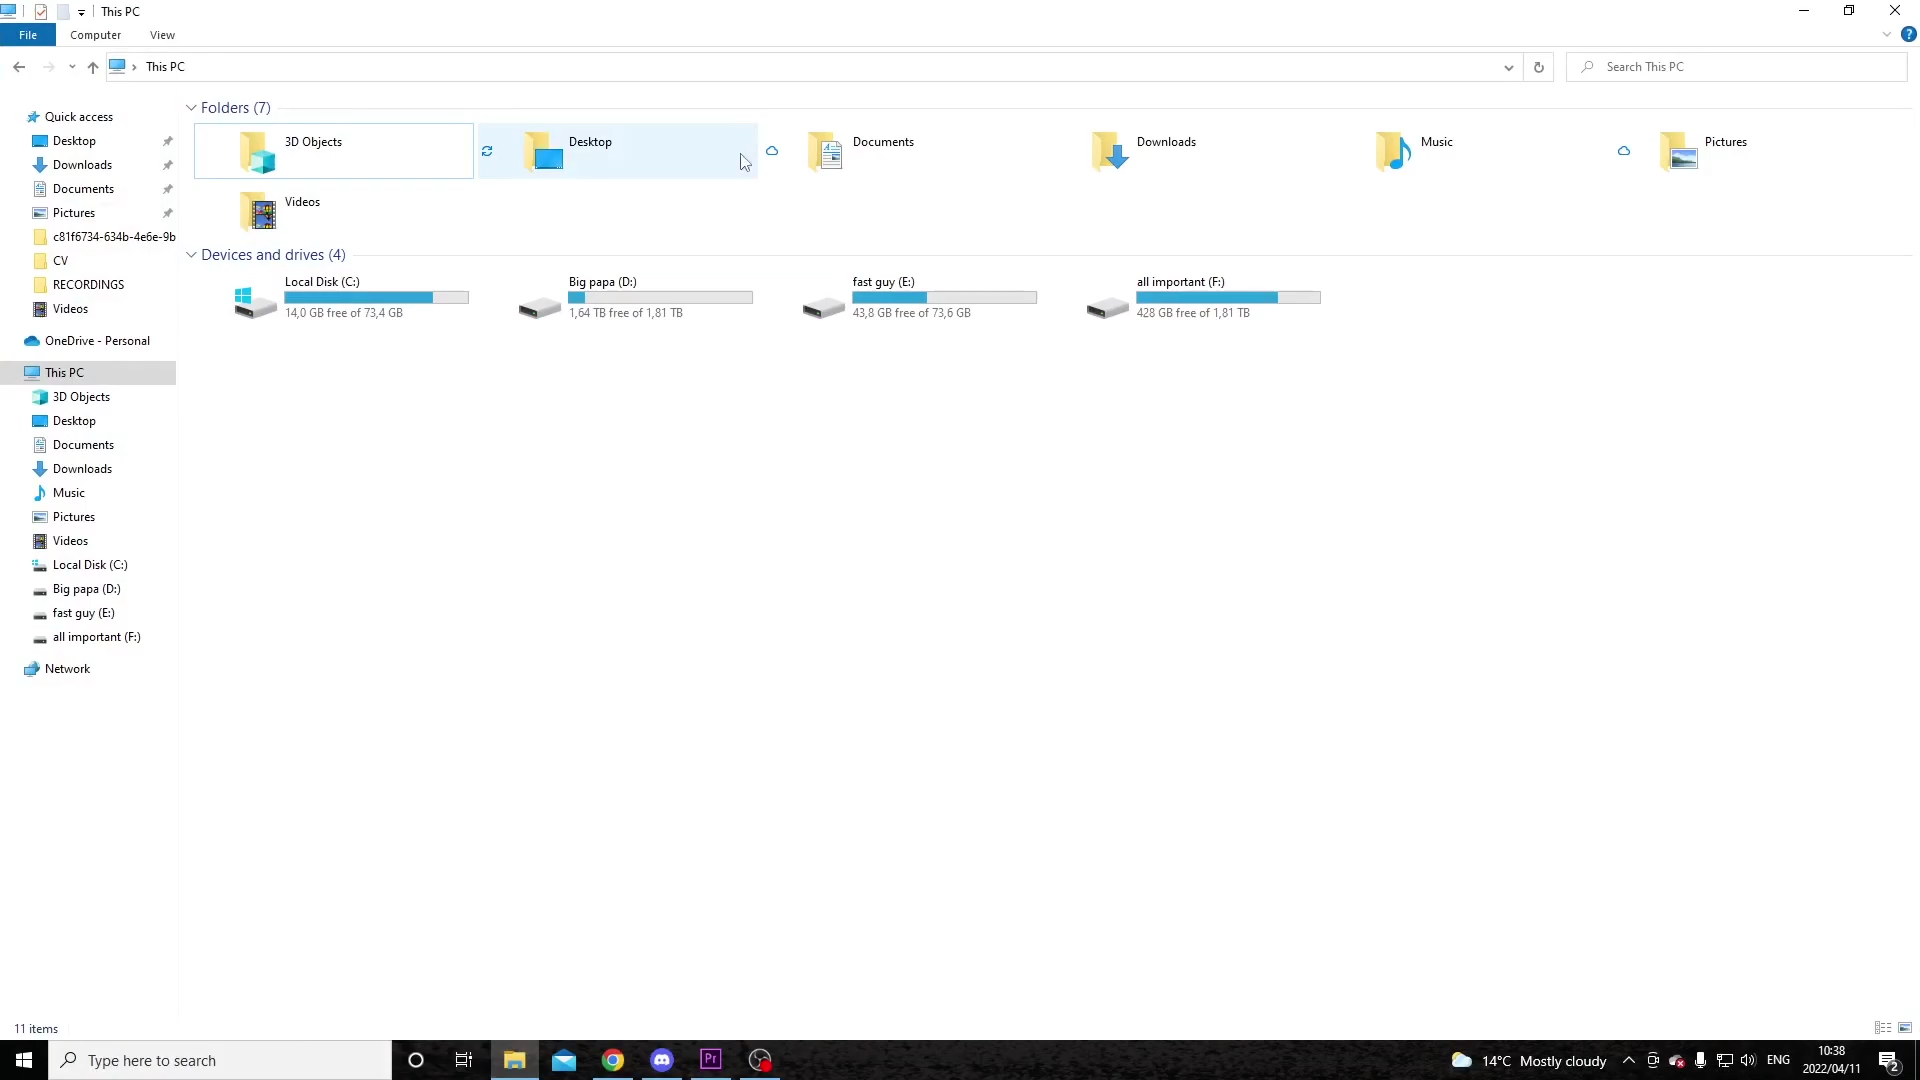 This PC
File Computer View
This PC
Search This PC
Quick access
Desktop
Downloads
Documents
Pictures
c81f6734-634b-4e6e-9b
CV
RECORDINGS
Videos
OneDrive - Personal
This PC
3D Objects
Desktop
Documents
Downloads
Music
Pictures
Videos
Local Disk (C:)
Big papa (D:)
fast guy (E:)
all important (F:)
Network
Folders (7)
3D Objects
Desktop
Documents
Downloads
Music
Pictures
Videos
Devices and drives (4)
Local Disk (C:)
14,0 GB free of 73,4 GB
Big papa (D:)
1,64 TB free of 1,81 TB
fast guy (E:)
43,8 GB free of 73,6 GB
all important (F:)
428 GB free of 1,81 TB
11 items
Type here to search
Pr
14°C Mostly cloudy
ENG
10:38
2022/04/11
2